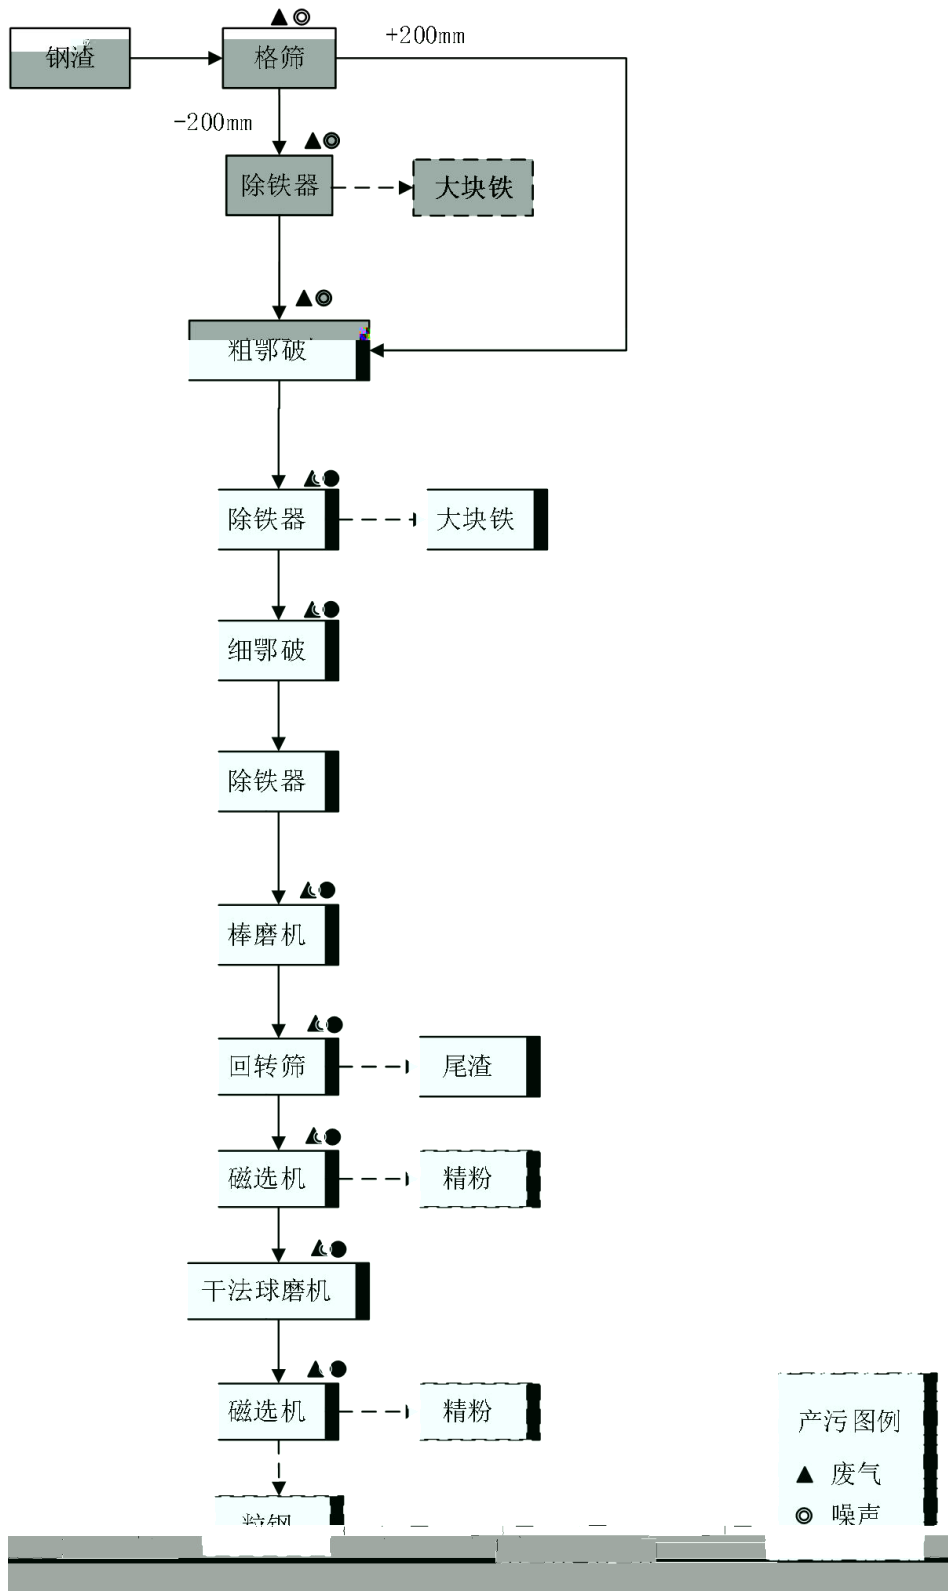 钢渣
格筛
+200mm
-200mm
除铁器
大块铁
粗鄂破
除铁器
大块铁
细鄂破
除铁器
棒磨机
回转筛
尾渣
磁选机
精粉
干法球磨机
磁选机
精粉
粒钢
产污图例
▲ 废气
◎ 噪声